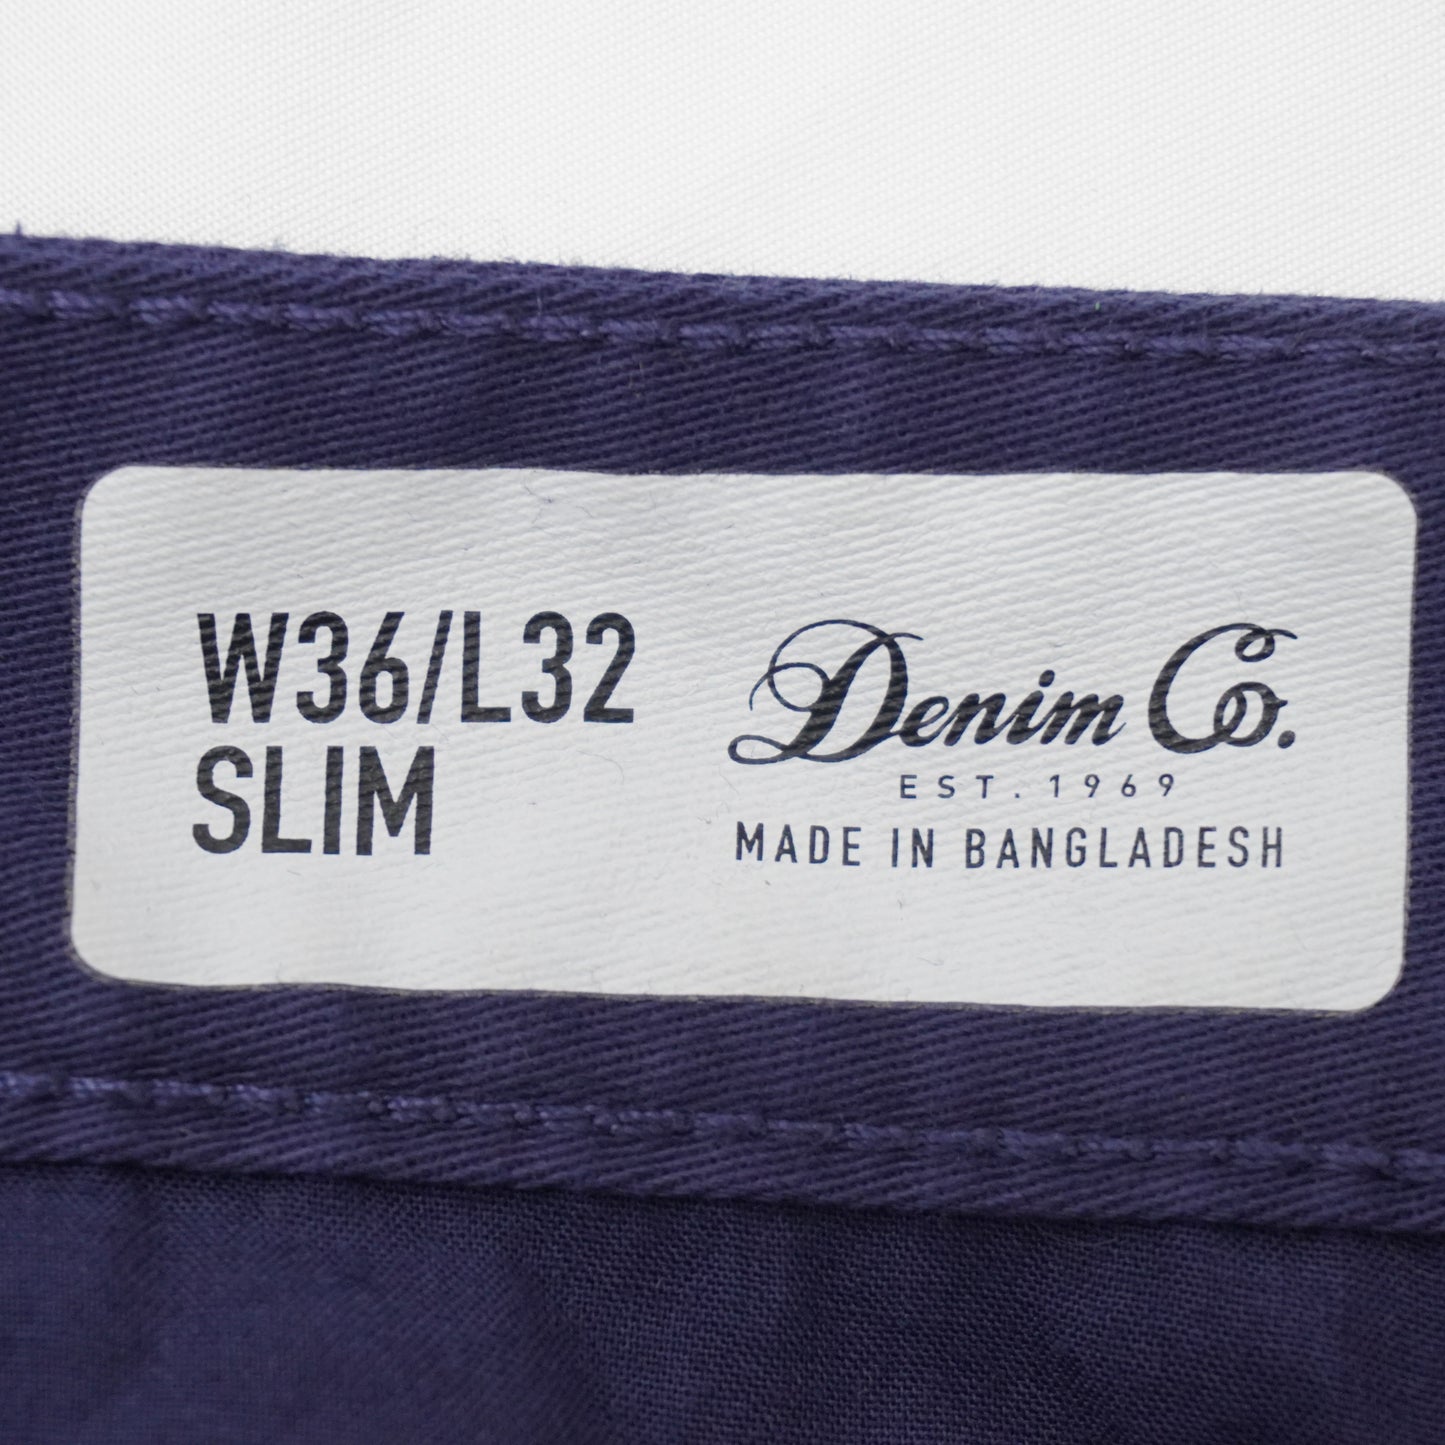 W36/L32
SLIM
Denim Co.
EST. 1969
MADE IN BANGLADESH